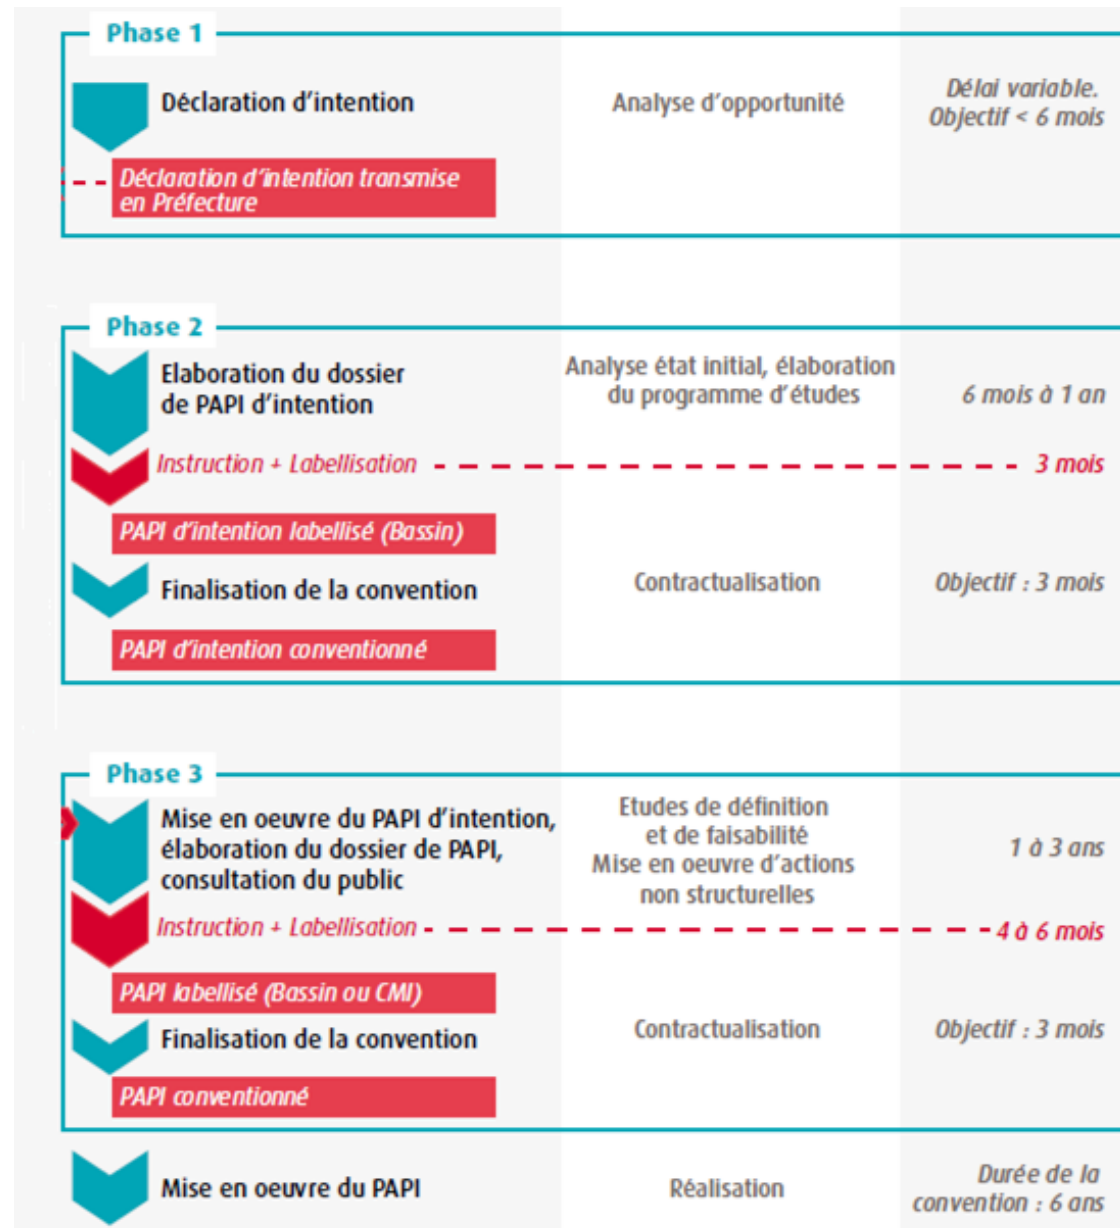 Phase 1
Déclaration d'intention
Analyse d'opportunité
Délai variable.
Objectif < 6 mois
Déclaration d'intention transmise
en Préfecture
Phase 2
Elaboration du dossier
de PAPI d'intention
Analyse état initial, élaboration
du programme d'études
6 mois à 1 an
Instruction + Labellisation
3 mois
PAPI d'intention labellisé (Bassin)
Finalisation de la convention
Contractualisation
Objectif : 3 mois
PAPI d'intention conventionné
Phase 3
Mise en oeuvre du PAPI d'intention,
élaboration du dossier de PAPI,
consultation du public
Etudes de définition
et de faisabilité
Mise en oeuvre d'actions
non structurelles
1 à 3 ans
Instruction + Labellisation
4 à 6 mois
PAPI labellisé (Bassin ou CMI)
Finalisation de la convention
Contractualisation
Objectif : 3 mois
PAPI conventionné
Mise en oeuvre du PAPI
Réalisation
Durée de la
convention : 6 ans